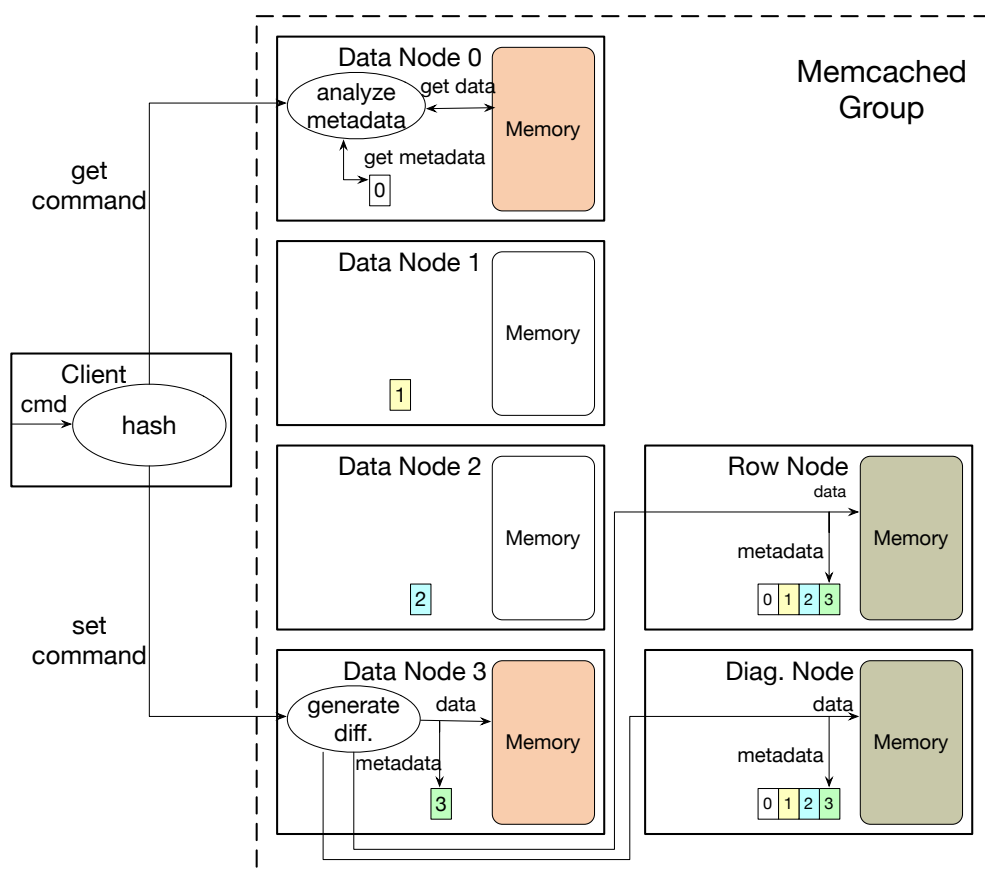 Memcached
Group
Data Node 0
analyze
metadata
get data
Memory
get metadata
0
get
command
Data Node 1
Memory
1
Client
cmd
hash
Data Node 2
Memory
2
Row Node
data
Memory
metadata
0 1 2 3
set
command
Data Node 3
generate
diff.
data
Memory
metadata
3
Diag. Node
data
Memory
metadata
0 1 2 3